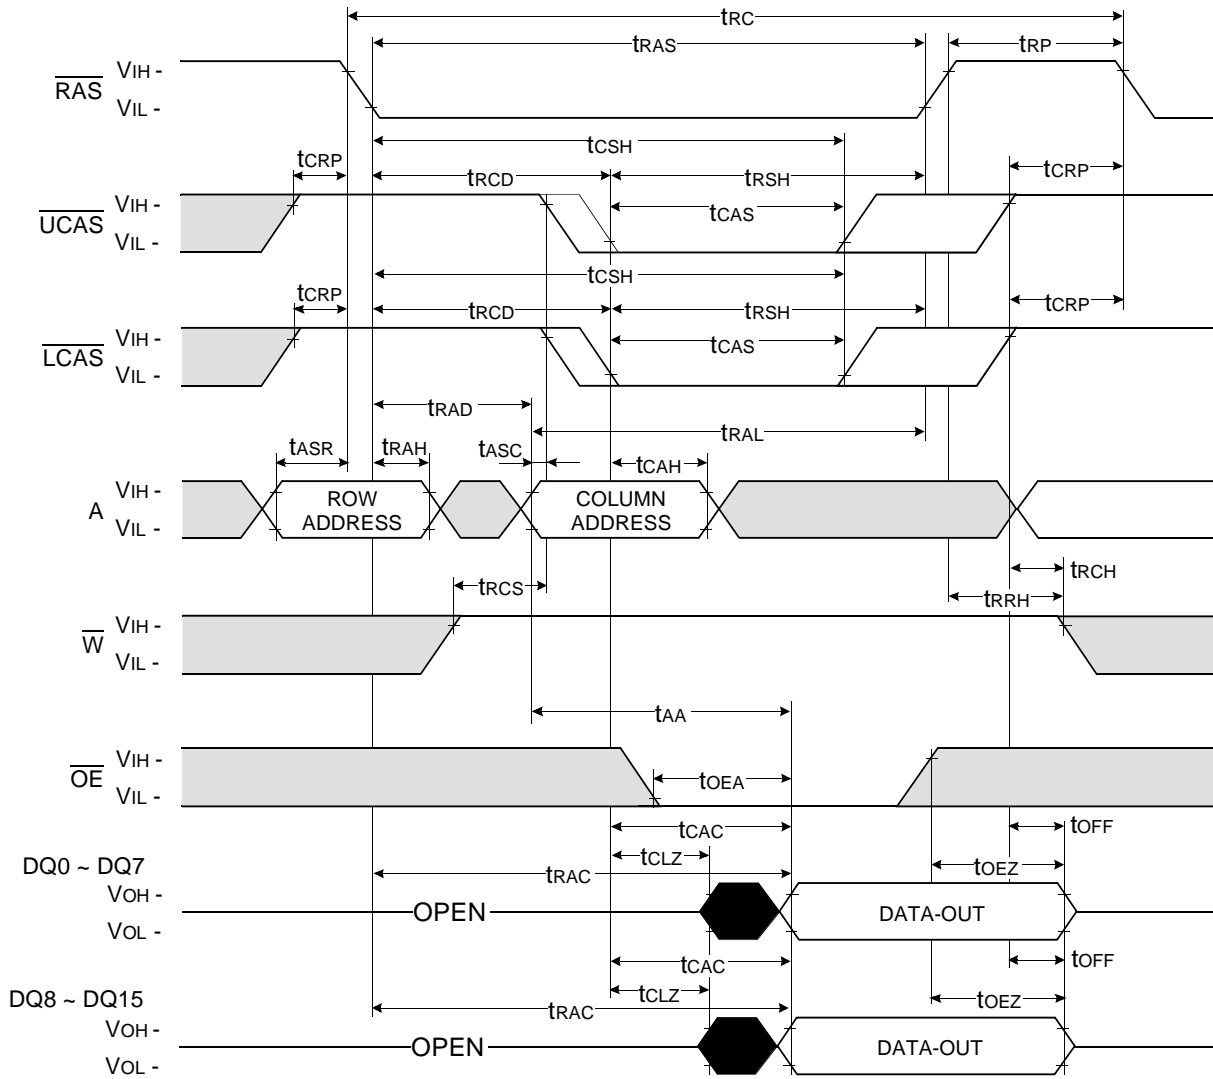 tRC
tRAS
tRP
RAS
VIH -
VIL -
tCSH
tCRP
tRCD
tRSH
tCRP
UCAS
VIH -
VIL -
tCAS
tCSH
tCRP
tRCD
tRSH
tCRP
LCAS
VIH -
VIL -
tCAS
tRAD
tRAL
tASR
tRAH
tASC
tCAH
A
VIH -
VIL -
ROW
ADDRESS
COLUMN
ADDRESS
tRCS
tRCH
tRRH
W
VIH -
VIL -
tAA
OE
VIH -
VIL -
tOEA
tCAC
tOFF
tCLZ
tOEZ
tRAC
DQ0 ~ DQ7
VOH -
VOL -
OPEN
DATA-OUT
tCAC
tOFF
tCLZ
tOEZ
tRAC
DQ8 ~ DQ15
VOH -
VOL -
OPEN
DATA-OUT